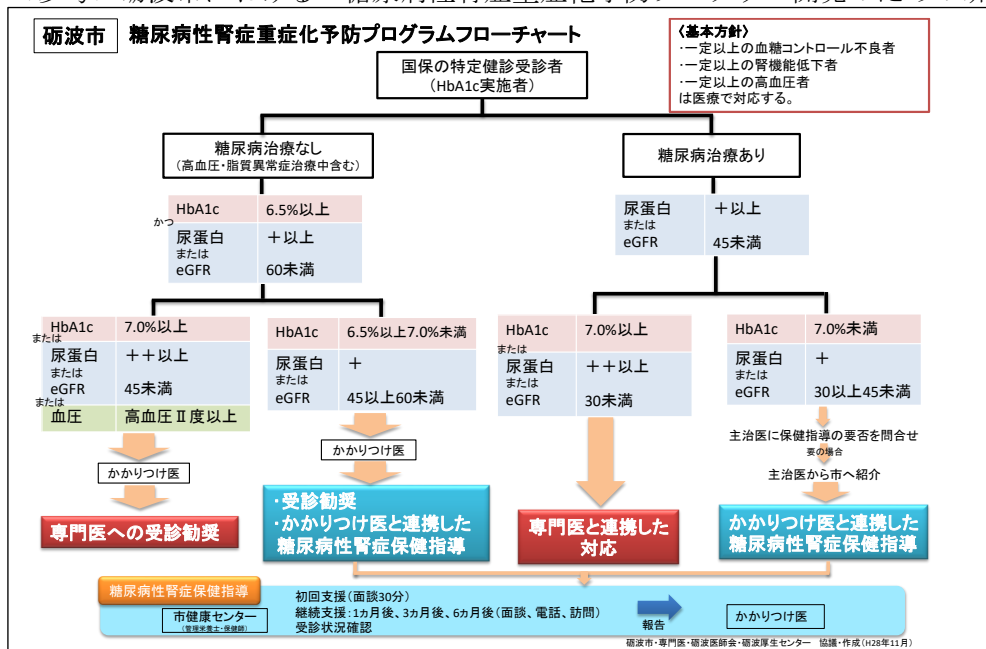 砺波市 糖尿病性腎症重症化予防プログラムフローチャート
〈基本方針〉
・一定以上の血糖コントロール不良者
・一定以上の腎機能低下者
・一定以上の高血圧者
は医療で対応する。
国保の特定健診受診者
（HbA1c実施者）
糖尿病治療なし
（高血圧・脂質異常症治療中含む）
糖尿病治療あり
HbA1c 6.5%以上
かつ
尿蛋白 ＋以上
または
eGFR 60未満
尿蛋白 ＋以上
または
eGFR 45未満
HbA1c 7.0%以上
または
尿蛋白 ＋＋以上
または
eGFR 45未満
または
血圧 高血圧Ⅱ度以上
HbA1c 6.5%以上7.0%未満
尿蛋白 ＋
または
eGFR 45以上60未満
HbA1c 7.0%以上
または
尿蛋白 ＋＋以上
または
eGFR 30未満
HbA1c 7.0%未満
尿蛋白 ＋
または
eGFR 30以上45未満
かかりつけ医
かかりつけ医
主治医に保健指導の要否を問合せ
要の場合
主治医から市へ紹介
専門医への受診勧奨
・受診勧奨
・かかりつけ医と連携した
糖尿病性腎症保健指導
専門医と連携した
対応
かかりつけ医と連携した
糖尿病性腎症保健指導
糖尿病性腎症保健指導
市健康センター
（管理栄養士・保健師）
初回支援（面談30分）
継続支援：1カ月後、3カ月後、6カ月後（面談、電話、訪問）
受診状況確認
報告
かかりつけ医
砺波市・専門医・砺波医師会・砺波厚生センター 協議・作成（H28年11月）